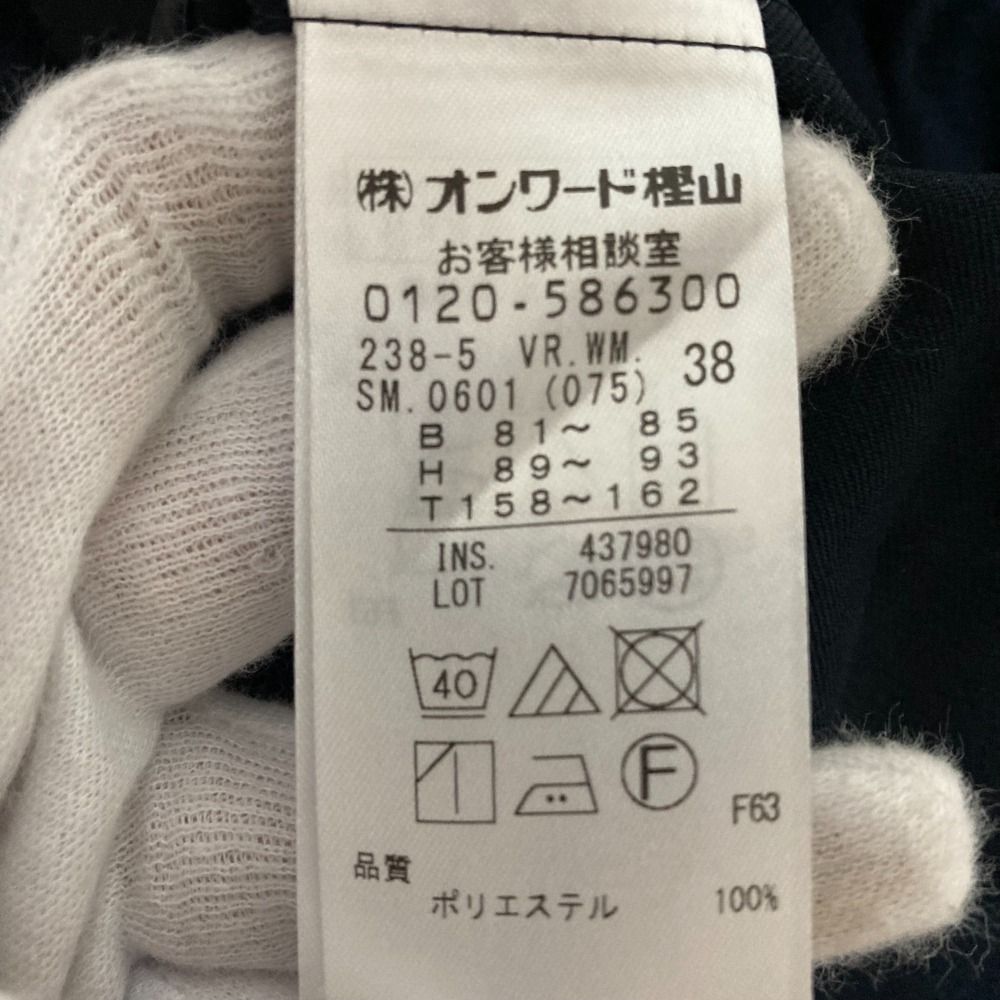 ㈱オンワード樫山
お客様相談室
0120-586300
238-5 VR.WM. 38
SM.0601 (075)
B 81~ 85
H 89~ 93
T158~162
INS. 437980
LOT 7065997
40
F
F63
品質
ポリエステル 100%